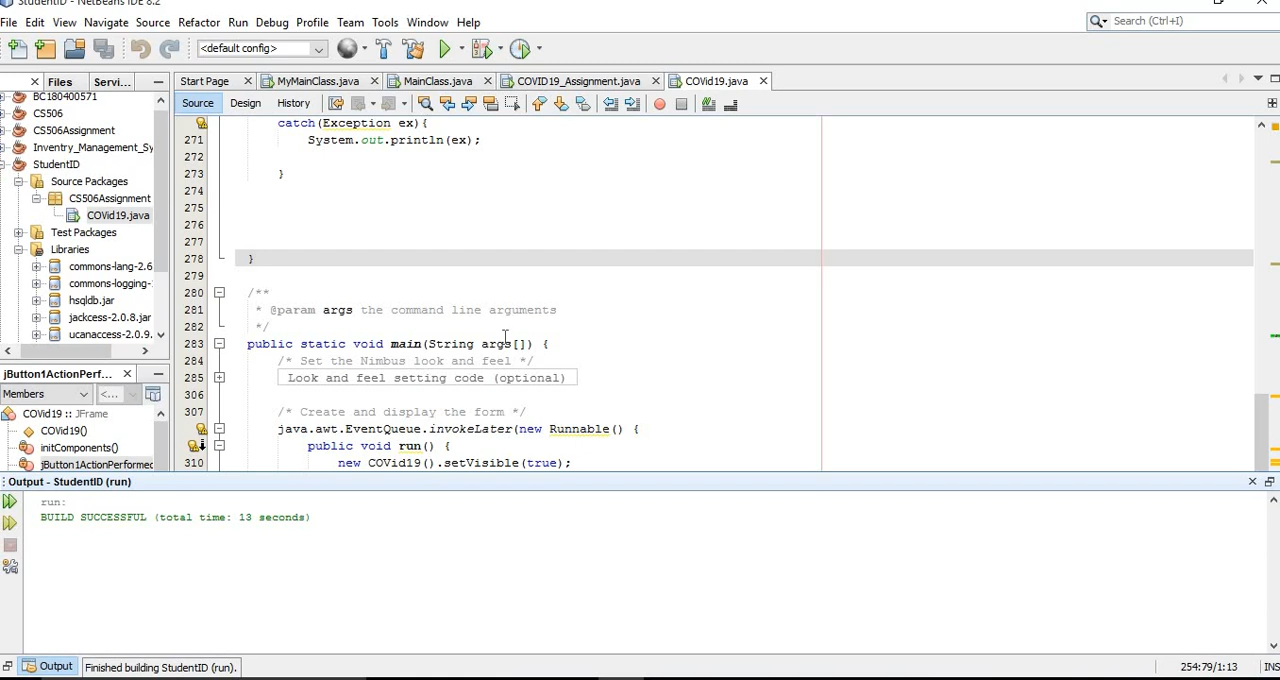 StudentID - NetBeans IDE 8.2
File Edit View Navigate Source Refactor Run Debug Profile Team Tools Window Help
Search (Ctrl+I)
<default config>
Files Servi...
Start Page MyMainClass.java MainClass.java COVID19_Assignment.java COVid19.java
Source Design History
BC180400571
CS506
CS506Assignment
Inventry_Management_Sy
StudentID
Source Packages
CS506Assignment
COVid19.java
Test Packages
Libraries
commons-lang-2.6
commons-logging-
hsqldb.jar
jackcess-2.0.8.jar
ucanaccess-2.0.9.
catch(Exception ex){
271 System.out.println(ex);
272
273 }
274
275
276
277
278 }
279
280 /**
281 * @param args the command line arguments
282 */
283 public static void main(String args[]) {
284 /* Set the Nimbus look and feel */
285 Look and feel setting code (optional)
306
307 /* Create and display the form */
java.awt.EventQueue.invokeLater(new Runnable() {
public void run() {
310 new COVid19().setVisible(true);
jButton1ActionPerf...
Members <...
COVid19 :: JFrame
COVid19()
initComponents()
jButton1ActionPerformed
Output - StudentID (run)
run:
BUILD SUCCESSFUL (total time: 13 seconds)
Output Finished building StudentID (run). 254:79/1:13 INS